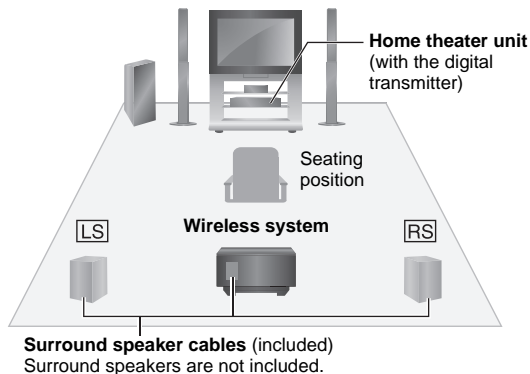 Home theater unit
(with the digital
transmitter)
Seating
position
Wireless system
LS
RS
Surround speaker cables (included)
Surround speakers are not included.